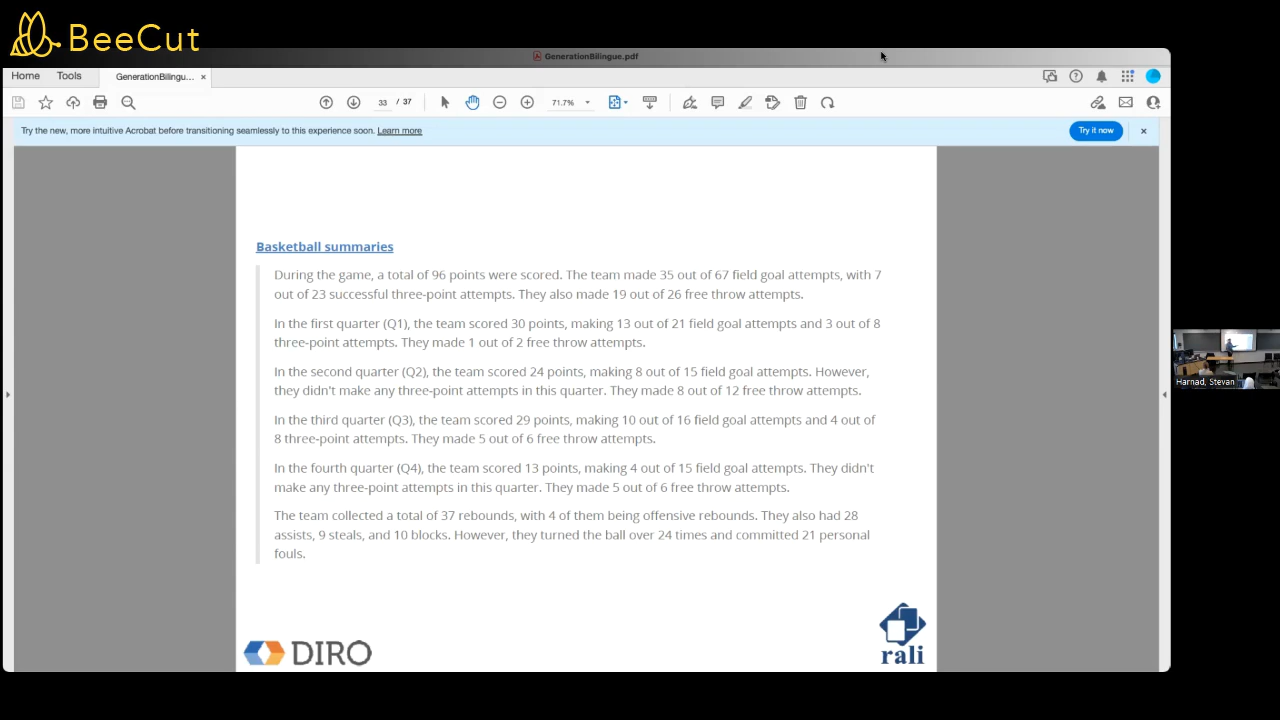 BeeCut
GenerationBilingue.pdf
Home Tools GenerationBilingu... ×
33 / 37 71.7%
Try the new, more intuitive Acrobat before transitioning seamlessly to this experience soon. Learn more Try it now ×
Basketball summaries
During the game, a total of 96 points were scored. The team made 35 out of 67 field goal attempts, with 7
out of 23 successful three-point attempts. They also made 19 out of 26 free throw attempts.
In the first quarter (Q1), the team scored 30 points, making 13 out of 21 field goal attempts and 3 out of 8
three-point attempts. They made 1 out of 2 free throw attempts.
In the second quarter (Q2), the team scored 24 points, making 8 out of 15 field goal attempts. However,
they didn't make any three-point attempts in this quarter. They made 8 out of 12 free throw attempts.
In the third quarter (Q3), the team scored 29 points, making 10 out of 16 field goal attempts and 4 out of
8 three-point attempts. They made 5 out of 6 free throw attempts.
In the fourth quarter (Q4), the team scored 13 points, making 4 out of 15 field goal attempts. They didn't
make any three-point attempts in this quarter. They made 5 out of 6 free throw attempts.
The team collected a total of 37 rebounds, with 4 of them being offensive rebounds. They also had 28
assists, 9 steals, and 10 blocks. However, they turned the ball over 24 times and committed 21 personal
fouls.
DIRO
rali
Harnad, Stevan